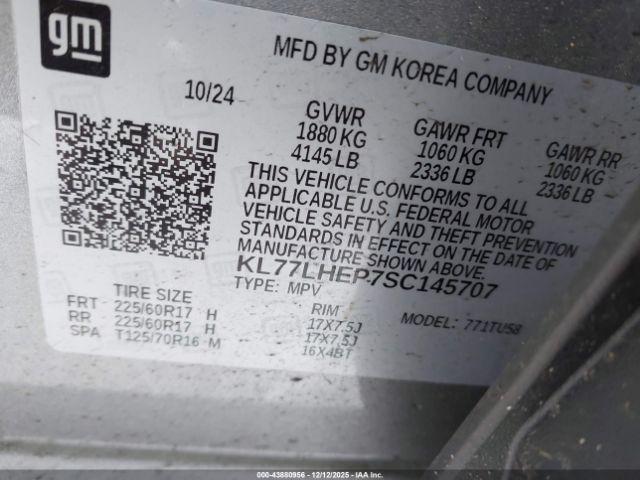 gm
MFD BY GM KOREA COMPANY
10/24
GVWR
1880 KG
4145 LB
GAWR FRT
1060 KG
2336 LB
GAWR RR
1060 KG
2336 LB
THIS VEHICLE CONFORMS TO ALL
APPLICABLE U.S. FEDERAL MOTOR
VEHICLE SAFETY AND THEFT PREVENTION
STANDARDS IN EFFECT ON THE DATE OF
MANUFACTURE SHOWN ABOVE.
KL77LHEP7SC145707
TYPE: MPV
MODEL: 771TU58
TIRE SIZE
RIM
FRT 225/60R17 H 17X7.5J
RR 225/60R17 H 17X7.5J
SPA T125/70R16 M 16X4BT
000-43880956 12/12/2025 IAAI.COM